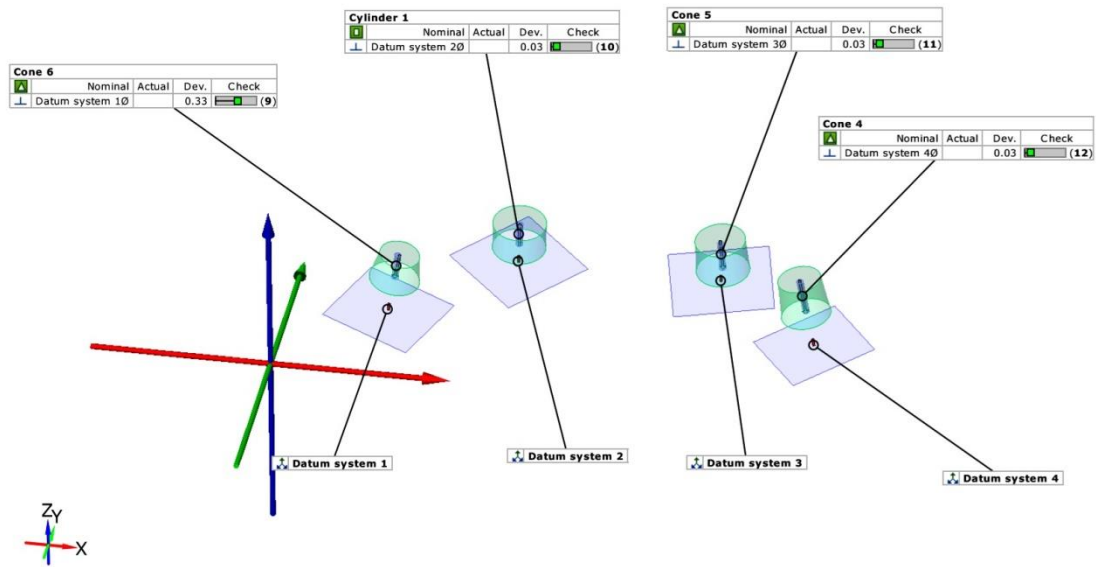 Cylinder 1
Nominal Actual Dev. Check
Datum system 2Ø 0.03 (10)
Cone 5
Nominal Actual Dev. Check
Datum system 3Ø 0.03 (11)
Cone 6
Nominal Actual Dev. Check
Datum system 1Ø 0.33 (9)
Cone 4
Nominal Actual Dev. Check
Datum system 4Ø 0.03 (12)
Datum system 1
Datum system 2
Datum system 3
Datum system 4
Z
Y
X